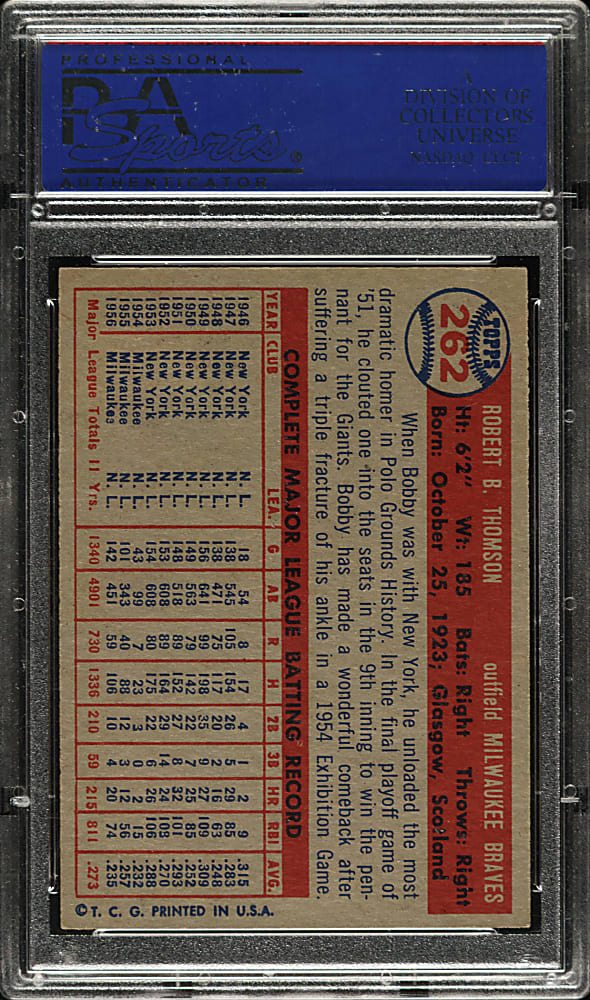 PROFESSIONAL
PSA
Sports®
AUTHENTICATOR
A
DIVISION OF
COLLECTORS
UNIVERSE
NASDAQ: CLCT
TOPPS
262
ROBERT B. THOMSON outfield MILWAUKEE BRAVES
Ht: 6'2" Wt: 185 Bats: Right Throws: Right
Born: October 25, 1923; Glasgow, Scotland
When Bobby was with New York, he unloaded the most
dramatic homer in Polo Grounds History. In the final playoff game of
'51, he clouted one into the seats in the 9th inning to win the pen-
nant for the Giants. Bobby has made a wonderful comeback after
suffering a triple fracture of his ankle in a 1954 Exhibition Game.
COMPLETE MAJOR LEAGUE BATTING RECORD
YEAR CLUB LEA. G AB R H 2B 3B HR RBI AVG.
1946 New York N. L. 18 54 8 17 4 1 2 9 .315
1947 New York N. L. 138 545 105 154 26 5 29 85 .283
1948 New York N. L. 138 471 75 117 20 2 16 63 .248
1949 New York N. L. 156 641 99 198 35 9 27 109 .309
1950 New York N. L. 149 563 79 142 22 7 25 85 .252
1951 New York N. L. 148 518 89 152 27 8 32 101 .293
1952 New York N. L. 153 608 89 164 29 14 24 108 .270
1953 New York N. L. 154 608 80 175 22 6 26 106 .288
1954 Milwaukee N. L. 43 99 7 23 3 0 2 15 .232
1955 Milwaukee N. L. 101 343 40 88 12 3 12 56 .257
1956 Milwaukee N. L. 142 451 59 106 10 4 20 74 .235
Major League Totals 11 Yrs. 1340 4901 730 1336 210 59 215 811 .273
© T. C. G. PRINTED IN U.S.A.